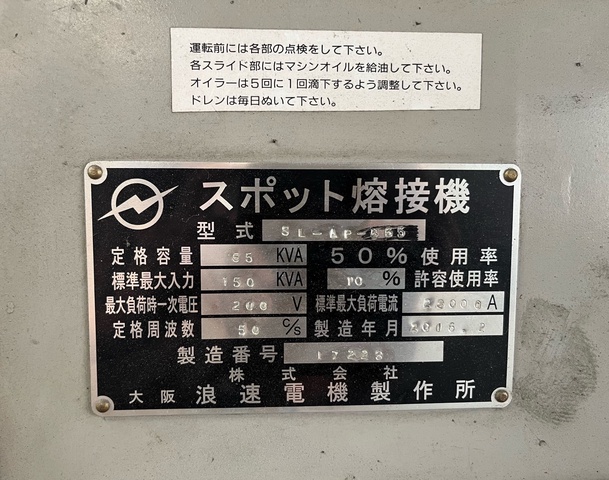 運転前には各部の点検をして下さい。
各スライド部にはマシンオイルを給油して下さい。
オイラーは５回に１回滴下するよう調整して下さい。
ドレンは毎日ぬいて下さい。
スポット熔接機
型式 SL-AP-
定格容量 65 KVA 50% 使用率
標準最大入力 150 KVA % 許容使用率
最大負荷時一次電圧 200 V 標準最大負荷電流 A
定格周波数 50 c/s 製造年月 2016.2
製造番号
株式会社
大阪 浪速電機製作所